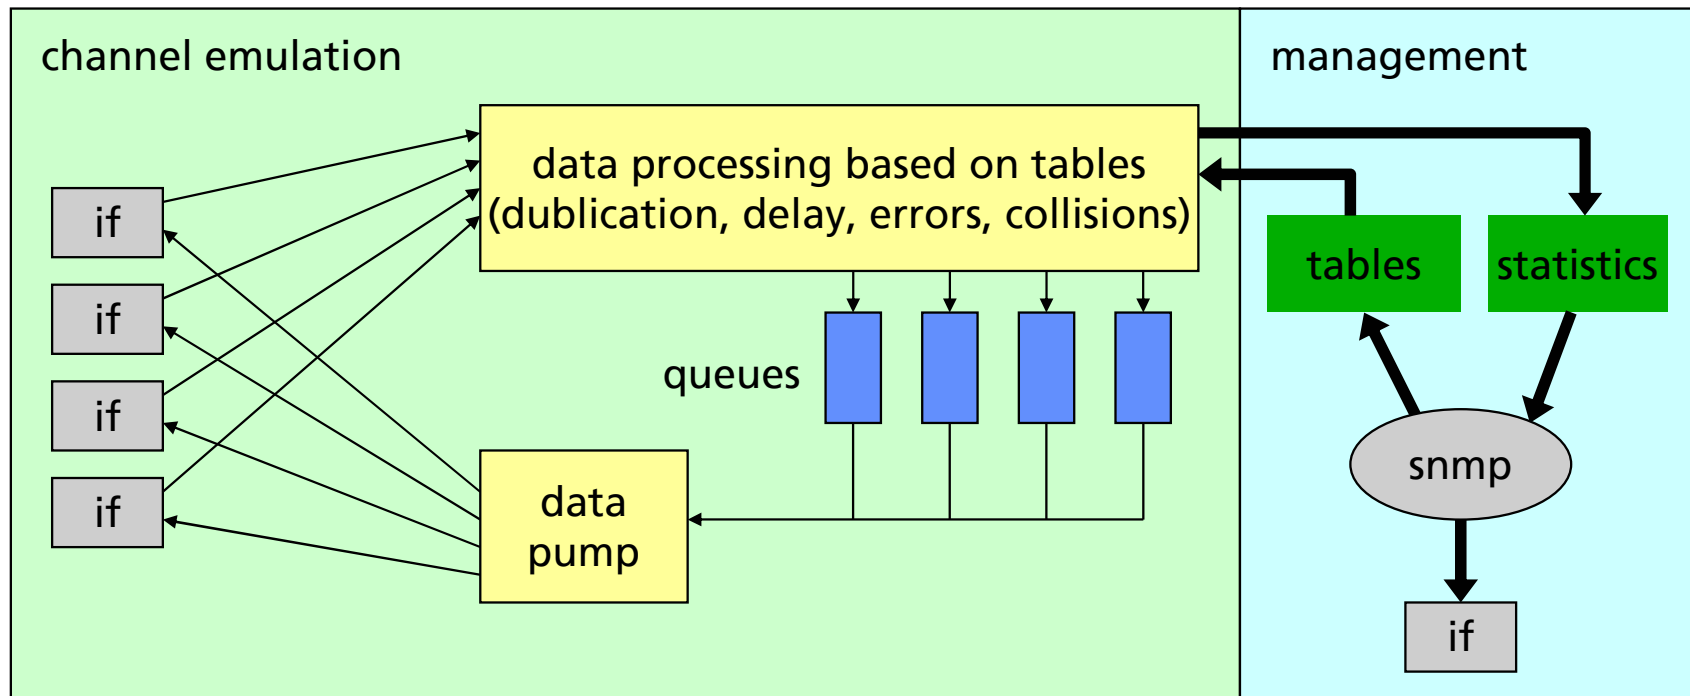 channel emulation
management
data processing based on tables
(dublication, delay, errors, collisions)
if
if
if
if
queues
data
pump
tables
statistics
snmp
if